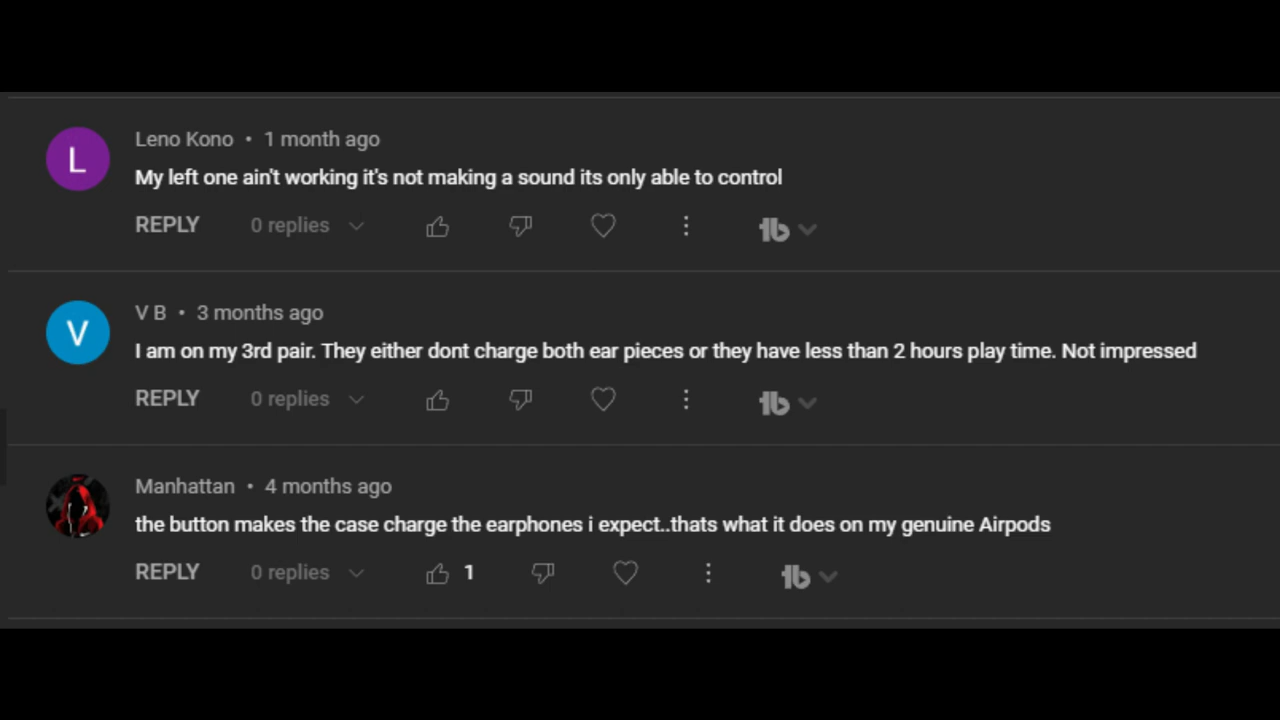 L
Leno Kono • 1 month ago
My left one ain't working it's not making a sound its only able to control
REPLY 0 replies
V
V B • 3 months ago
I am on my 3rd pair. They either dont charge both ear pieces or they have less than 2 hours play time. Not impressed
REPLY 0 replies
Manhattan • 4 months ago
the button makes the case charge the earphones i expect..thats what it does on my genuine Airpods
REPLY 0 replies 1